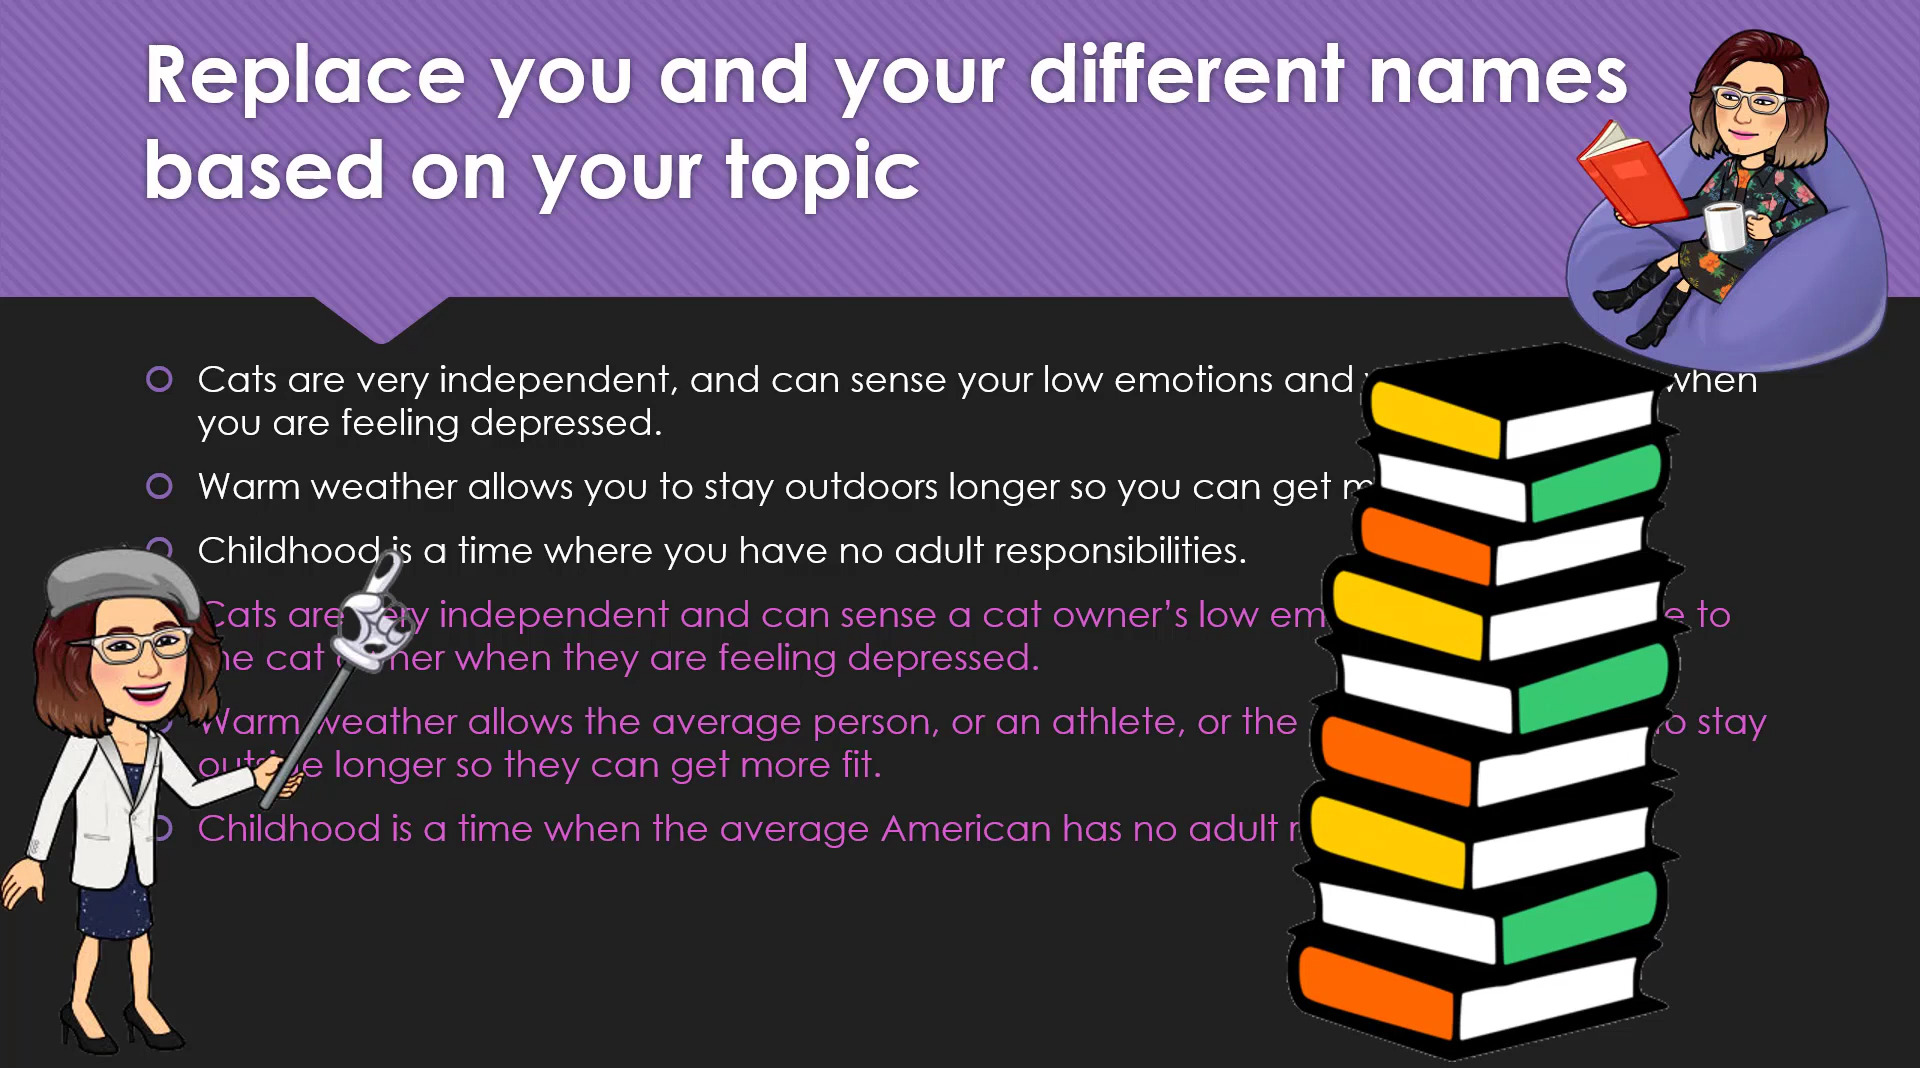 Replace you and your different names
based on your topic
Cats are very independent, and can sense your low emotions and when
you are feeling depressed.
Warm weather allows you to stay outdoors longer so you can get
Childhood is a time where you have no adult responsibilities.
Cats are very independent and can sense a cat owner's low to
cat owner when they are feeling depressed.
Warm weather allows the average person, or an athlete, or the stay
outside longer so they can get more fit.
Childhood is a time when the average American has no adult